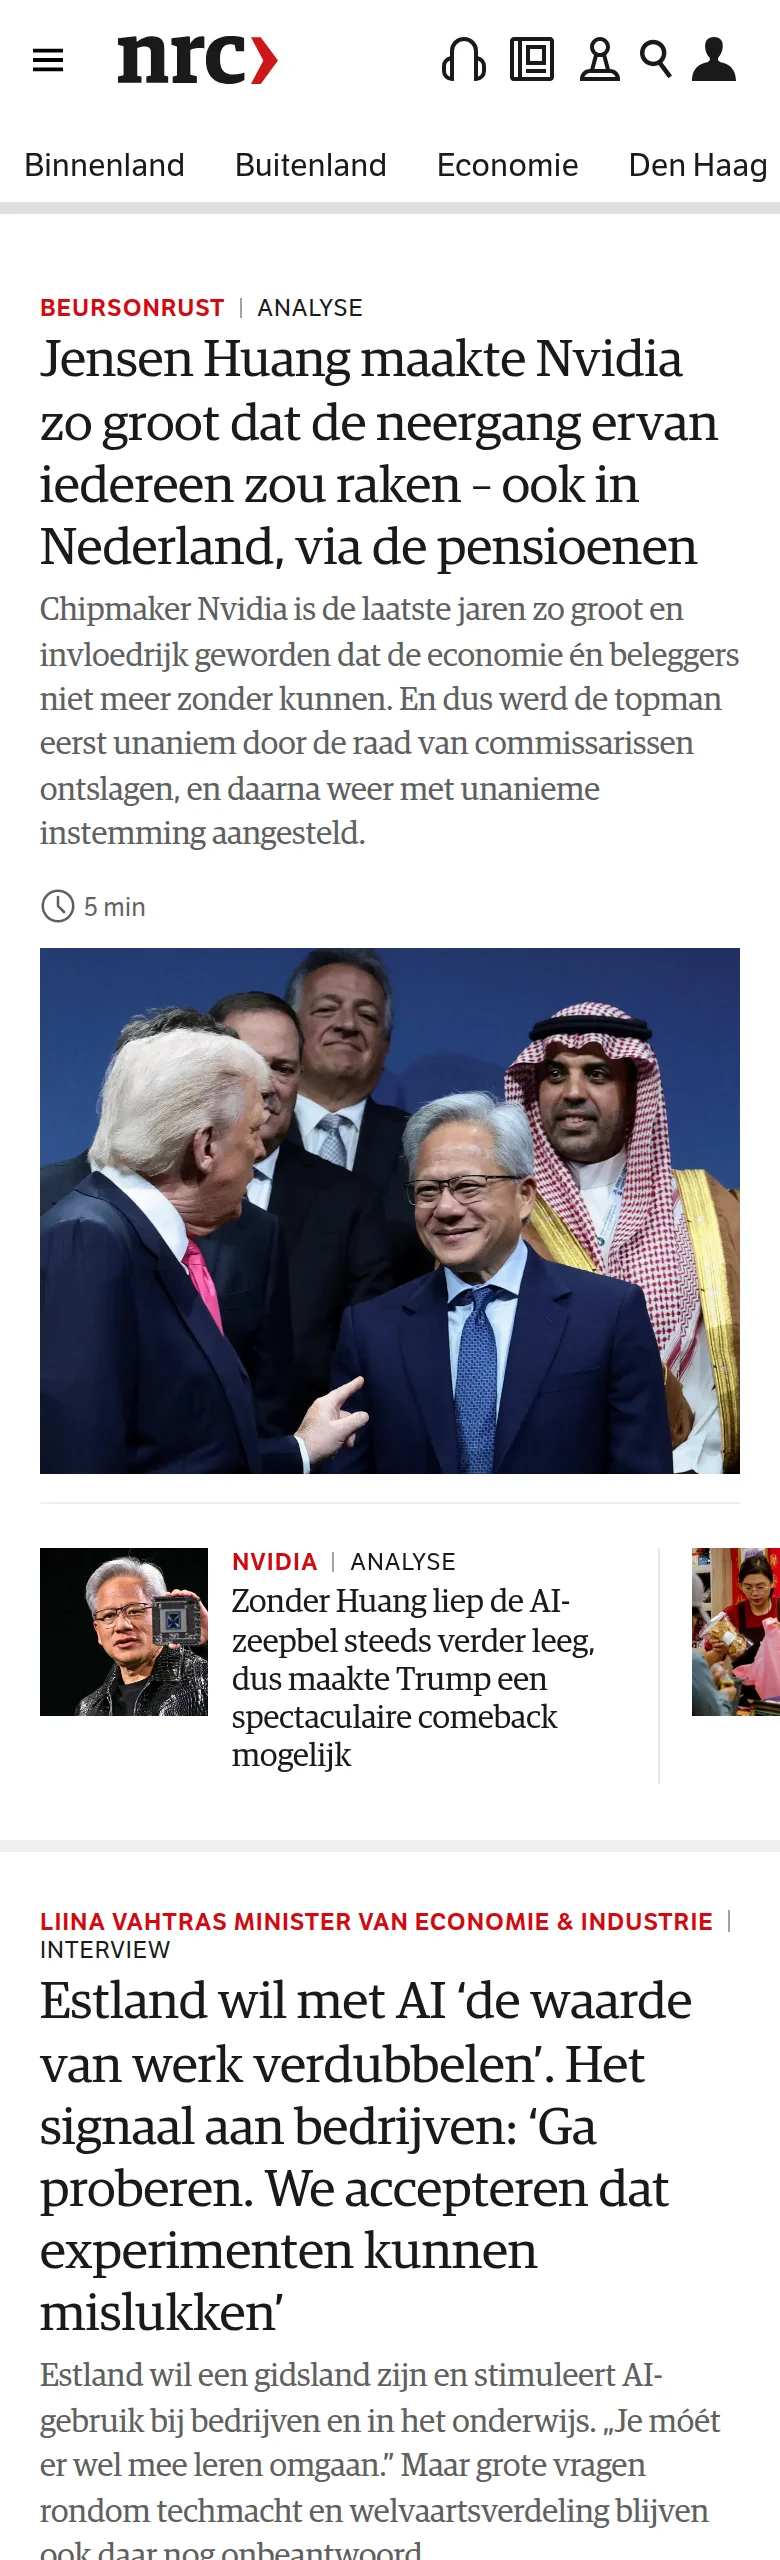 nrc
Binnenland Buitenland Economie Den Haag
BEURSONRUST | ANALYSE
Jensen Huang maakte Nvidia
zo groot dat de neergang ervan
iedereen zou raken – ook in
Nederland, via de pensioenen
Chipmaker Nvidia is de laatste jaren zo groot en
invloedrijk geworden dat de economie én beleggers
niet meer zonder kunnen. En dus werd de topman
eerst unaniem door de raad van commissarissen
ontslagen, en daarna weer met unanieme
instemming aangesteld.
5 min
NVIDIA | ANALYSE
Zonder Huang liep de AI-
zeepbel steeds verder leeg,
dus maakte Trump een
spectaculaire comeback
mogelijk
LIINA VAHTRAS MINISTER VAN ECONOMIE & INDUSTRIE |
INTERVIEW
Estland wil met AI ‘de waarde
van werk verdubbelen’. Het
signaal aan bedrijven: ‘Ga
proberen. We accepteren dat
experimenten kunnen
mislukken’
Estland wil een gidsland zijn en stimuleert AI-
gebruik bij bedrijven en in het onderwijs. „Je móét
er wel mee leren omgaan.” Maar grote vragen
rondom techmacht en welvaartsverdeling blijven
ook daar nog onbeantwoord.